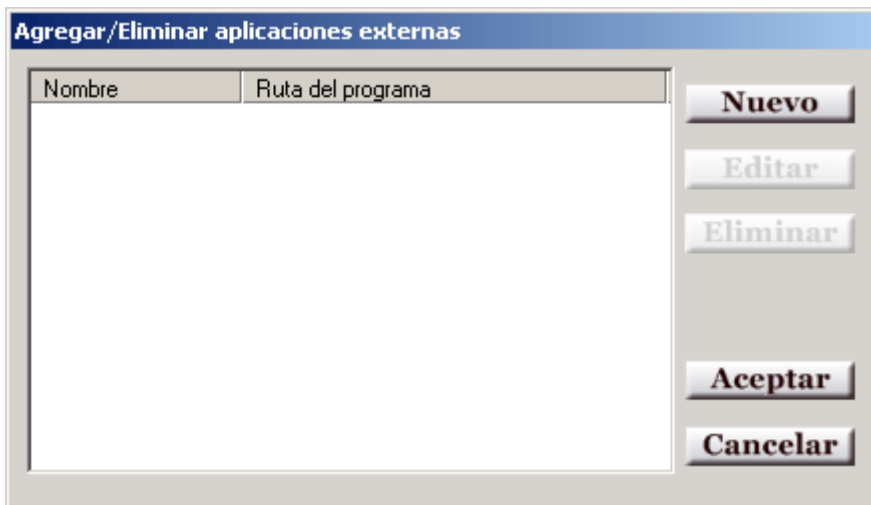 Agregar/Eliminar aplicaciones externas
Nombre Ruta del programa
Nuevo
Editar
Eliminar
Aceptar
Cancelar